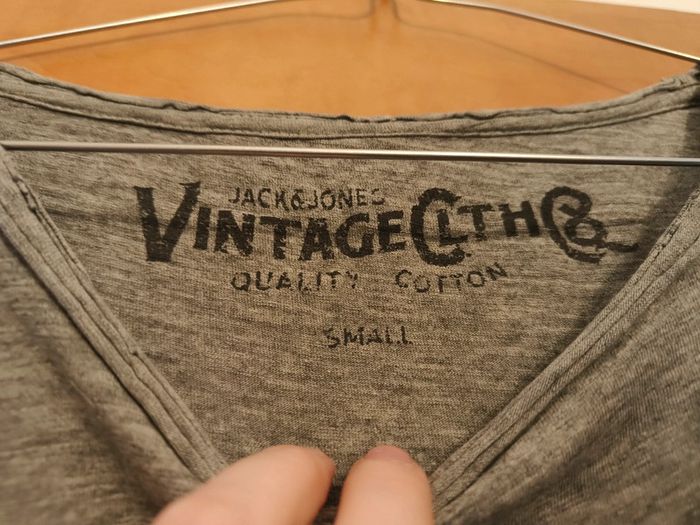 JACK&JONES
VINTAGE CLTH Co.
QUALITY COTTON
SMALL